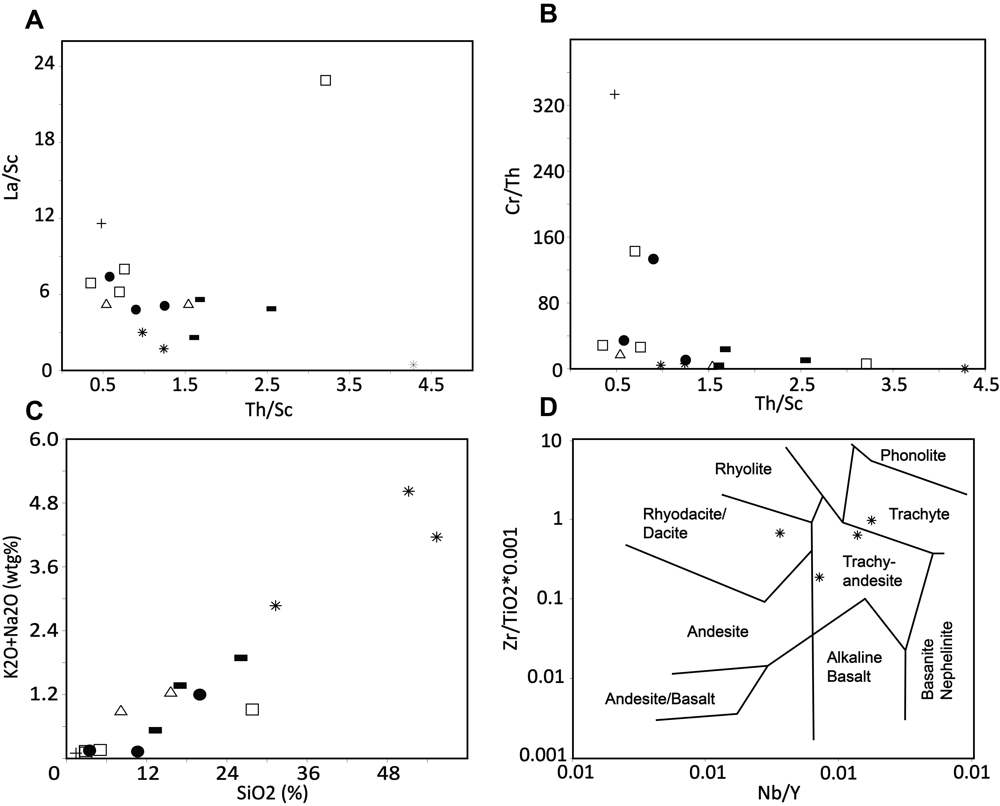 A
24
18
12
6
0
La/Sc
0.5 1.5 2.5 3.5 4.5
Th/Sc
B
320
240
160
80
0
Cr/Th
0.5 1.5 2.5 3.5 4.5
Th/Sc
C
6.0
4.8
3.6
2.4
1.2
0
K2O+Na2O (wtg%)
12 24 36 48
SiO2 (%)
D
10
1
0.1
0.01
0.001
Zr/TiO2*0.001
Phonolite
Rhyolite
Rhyodacite/
Dacite
Trachyte
Trachy-
andesite
Andesite
Alkaline
Basalt
Basanite
Nephelinite
Andesite/Basalt
0.01 0.01 0.01 0.01
Nb/Y